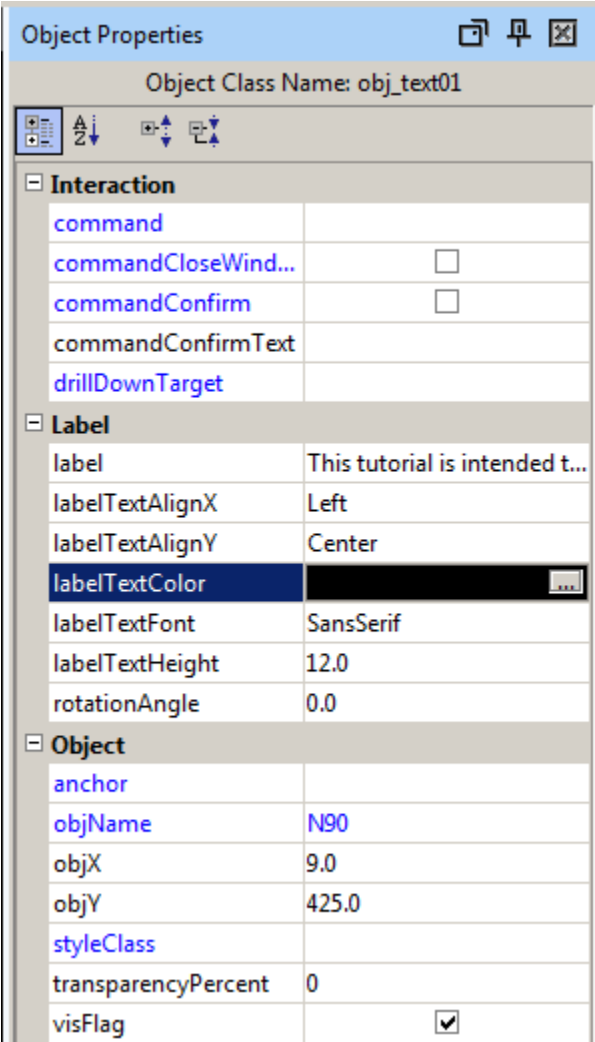 Object Properties
Object Class Name: obj_text01
A
Z
Interaction
command
commandCloseWind...
commandConfirm
commandConfirmText
drillDownTarget
Label
label This tutorial is intended t...
labelTextAlignX Left
labelTextAlignY Center
labelTextColor ...
labelTextFont SansSerif
labelTextHeight 12.0
rotationAngle 0.0
Object
anchor
objName N90
objX 9.0
objY 425.0
styleClass
transparencyPercent 0
visFlag